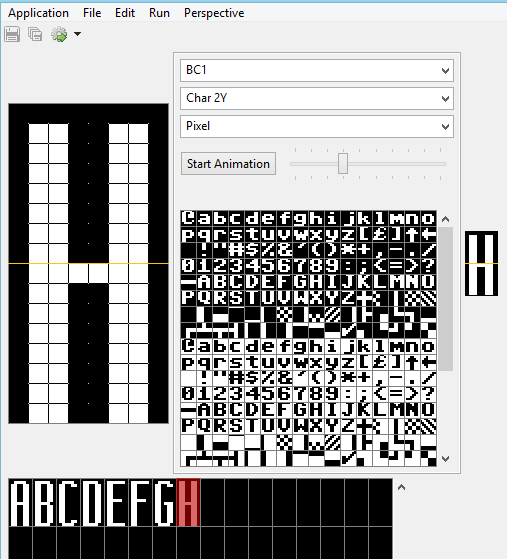 Application File Edit Run Perspective
BC1
Char 2Y
Pixel
Start Animation
@abcdefghijklmno
pqrstuvwxyz[£]↑←
!"#$%&'()*+,-./
0123456789:;<=>?
ABCDEFGHIJKLMNO
PQRSTUVWXYZ
@abcdefghijklmno
pqrstuvwxyz[£]↑←
!"#$%&'()*+,-./
0123456789:;<=>?
ABCDEFGHIJKLMNO
PQRSTUVWXYZ
H
H
ABCDEFGH